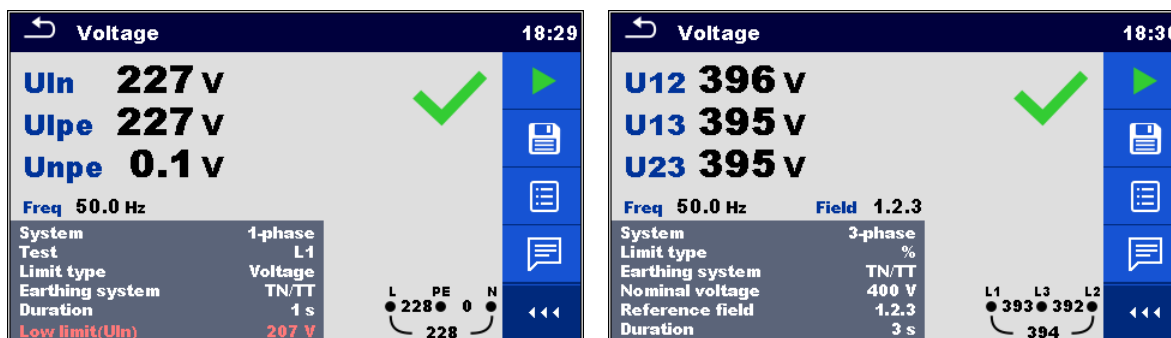 Voltage 18:29
Uln 227 V
Ulpe 227 V
Unpe 0.1 V
Freq 50.0 Hz
System 1-phase
Test L1
Limit type Voltage
Earthing system TN/TT
Duration 1 s
Low limit(Uln) 207 V
L PE N
228 0
228
Voltage 18:30
U12 396 V
U13 395 V
U23 395 V
Freq 50.0 Hz Field 1.2.3
System 3-phase
Limit type %
Earthing system TN/TT
Nominal voltage 400 V
Reference field 1.2.3
Duration 3 s
L1 L3 L2
393 392
394